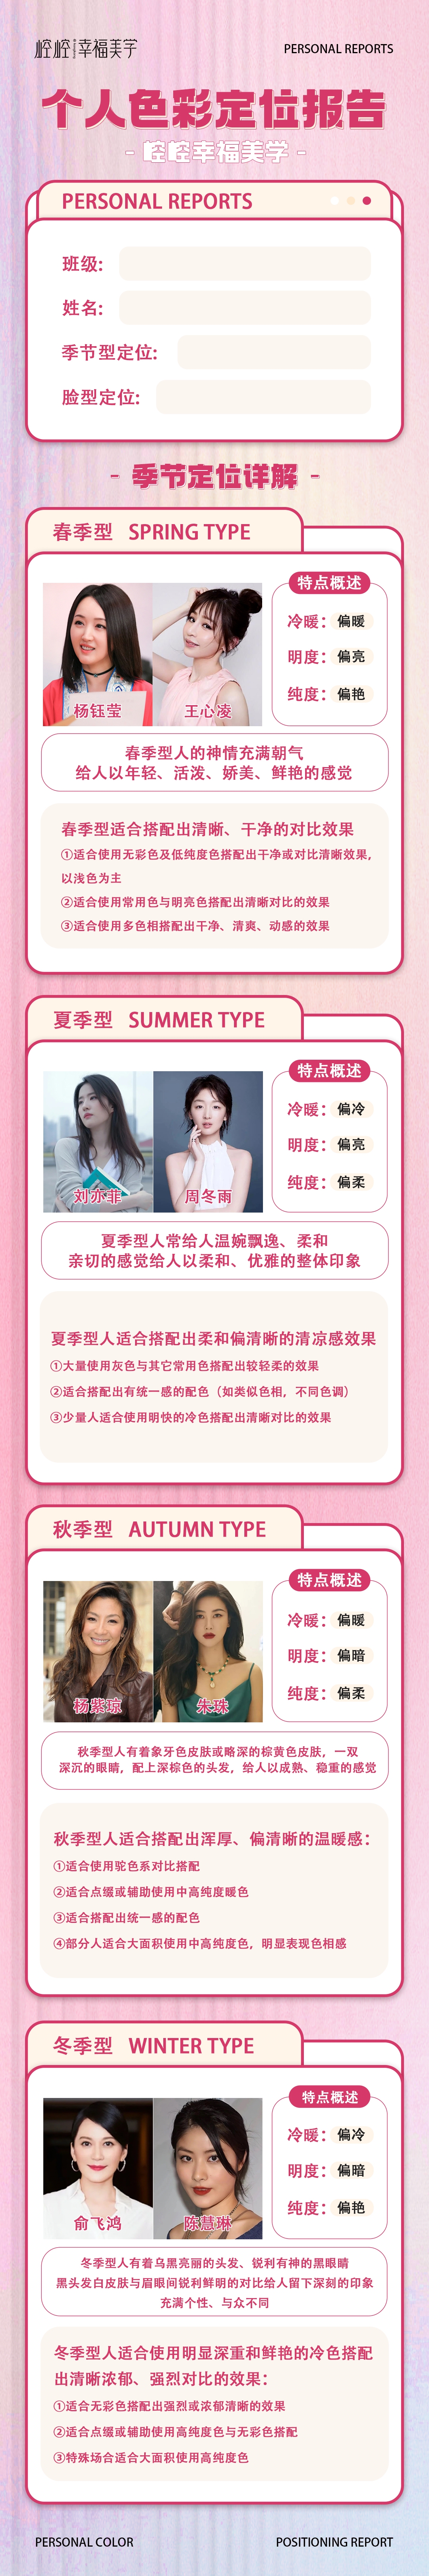 崆崆幸福美学
PERSONAL REPORTS
个人色彩定位报告
- 崆崆幸福美学 -
PERSONAL REPORTS
班级:
姓名:
季节型定位:
脸型定位:
- 季节定位详解 -
春季型 SPRING TYPE
特点概述
冷暖：偏暖
明度：偏亮
纯度：偏艳
杨钰莹
王心凌
春季型人的神情充满朝气
给人以年轻、活泼、娇美、鲜艳的感觉
春季型适合搭配出清晰、干净的对比效果
①适合使用无彩色及低纯度色搭配出干净或对比清晰效果，
以浅色为主
②适合使用常用色与明亮色搭配出清晰对比的效果
③适合使用多色相搭配出干净、清爽、动感的效果
夏季型 SUMMER TYPE
特点概述
冷暖：偏冷
明度：偏亮
纯度：偏柔
刘亦菲
周冬雨
夏季型人常给人温婉飘逸、柔和
亲切的感觉给人以柔和、优雅的整体印象
夏季型人适合搭配出柔和偏清晰的清凉感效果
①大量使用灰色与其它常用色搭配出较轻柔的效果
②适合搭配出有统一感的配色（如类似色相，不同色调）
③少量人适合使用明快的冷色搭配出清晰对比的效果
秋季型 AUTUMN TYPE
特点概述
冷暖：偏暖
明度：偏暗
纯度：偏柔
杨紫琼
朱珠
秋季型人有着象牙色皮肤或略深的棕黄色皮肤，一双
深沉的眼睛，配上深棕色的头发，给人以成熟、稳重的感觉
秋季型人适合搭配出浑厚、偏清晰的温暖感：
①适合使用驼色系对比搭配
②适合点缀或辅助使用中高纯度暖色
③适合搭配出统一感的配色
④部分人适合大面积使用中高纯度色，明显表现色相感
冬季型 WINTER TYPE
特点概述
冷暖：偏冷
明度：偏暗
纯度：偏艳
俞飞鸿
陈慧琳
冬季型人有着乌黑亮丽的头发、锐利有神的黑眼睛
黑头发白皮肤与眉眼间锐利鲜明的对比给人留下深刻的印象
充满个性、与众不同
冬季型人适合使用明显深重和鲜艳的冷色搭配
出清晰浓郁、强烈对比的效果：
①适合无彩色搭配出强烈或浓郁清晰的效果
②适合点缀或辅助使用高纯度色与无彩色搭配
③特殊场合适合大面积使用高纯度色
PERSONAL COLOR
POSITIONING REPORT